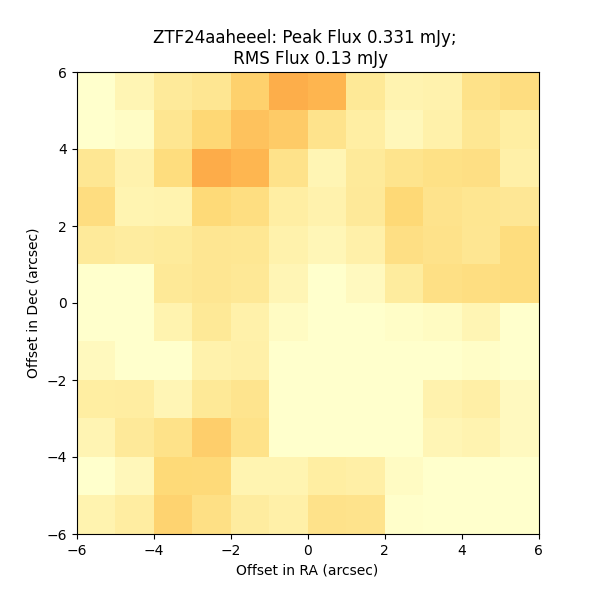 ZTF24aaheeel: Peak Flux 0.331 mJy;
RMS Flux 0.13 mJy
6
4
2
0
−2
−4
−6
Offset in Dec (arcsec)
−6 −4 −2 0 2 4 6
Offset in RA (arcsec)